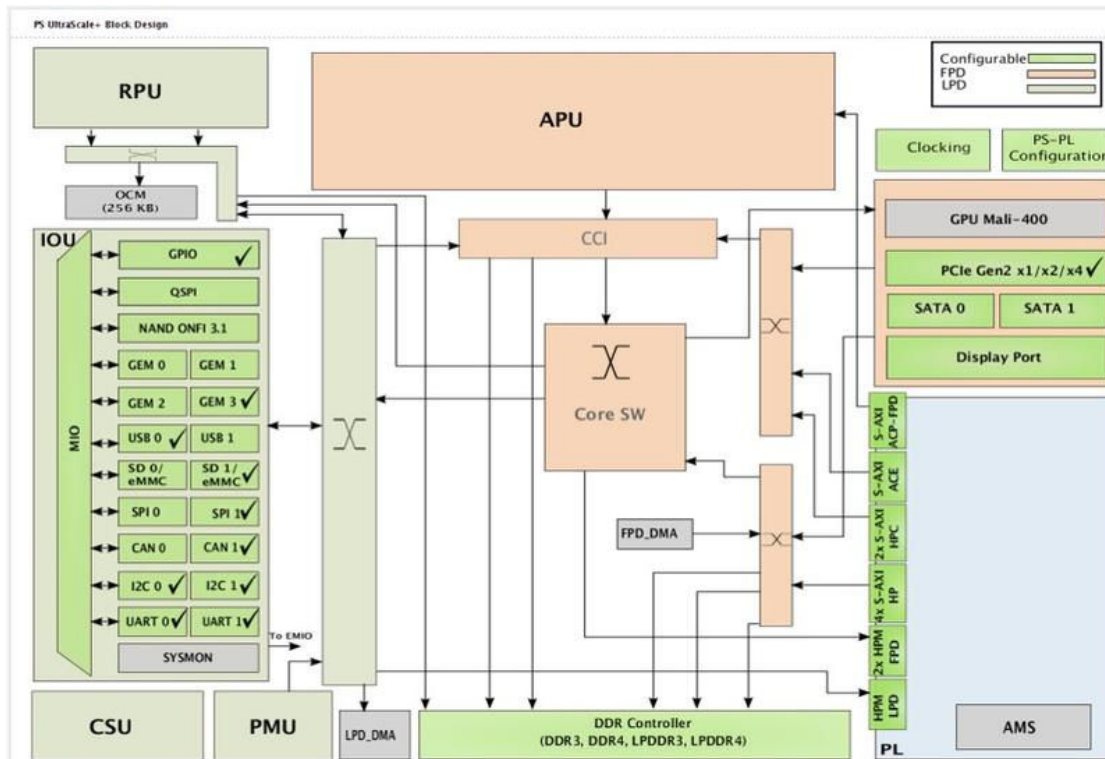 PS UltraScale+ Block Design
Configurable
FPD
LPD
RPU
APU
Clocking
PS-PL
Configuration
OCM
(256 KB)
GPU Mali-400
PCIe Gen2 x1/x2/x4
SATA 0
SATA 1
Display Port
CCI
Core SW
FPD_DMA
IOU
MIO
GPIO
QSPI
NAND ONFI 3.1
GEM 0
GEM 1
GEM 2
GEM 3
USB 0
USB 1
SD 0/
eMMC
SD 1/
eMMC
SPI 0
SPI 1
CAN 0
CAN 1
I2C 0
I2C 1
UART 0
UART 1
SYSMON
To EMIO
S-AXI
ACP-FPD
S-AXI
ACE
2x S-AXI
HPC
4x S-AXI
HP
2x HPM
FPD
HPM
LPD
CSU
PMU
LPD_DMA
DDR Controller
(DDR3, DDR4, LPDDR3, LPDDR4)
AMS
PL